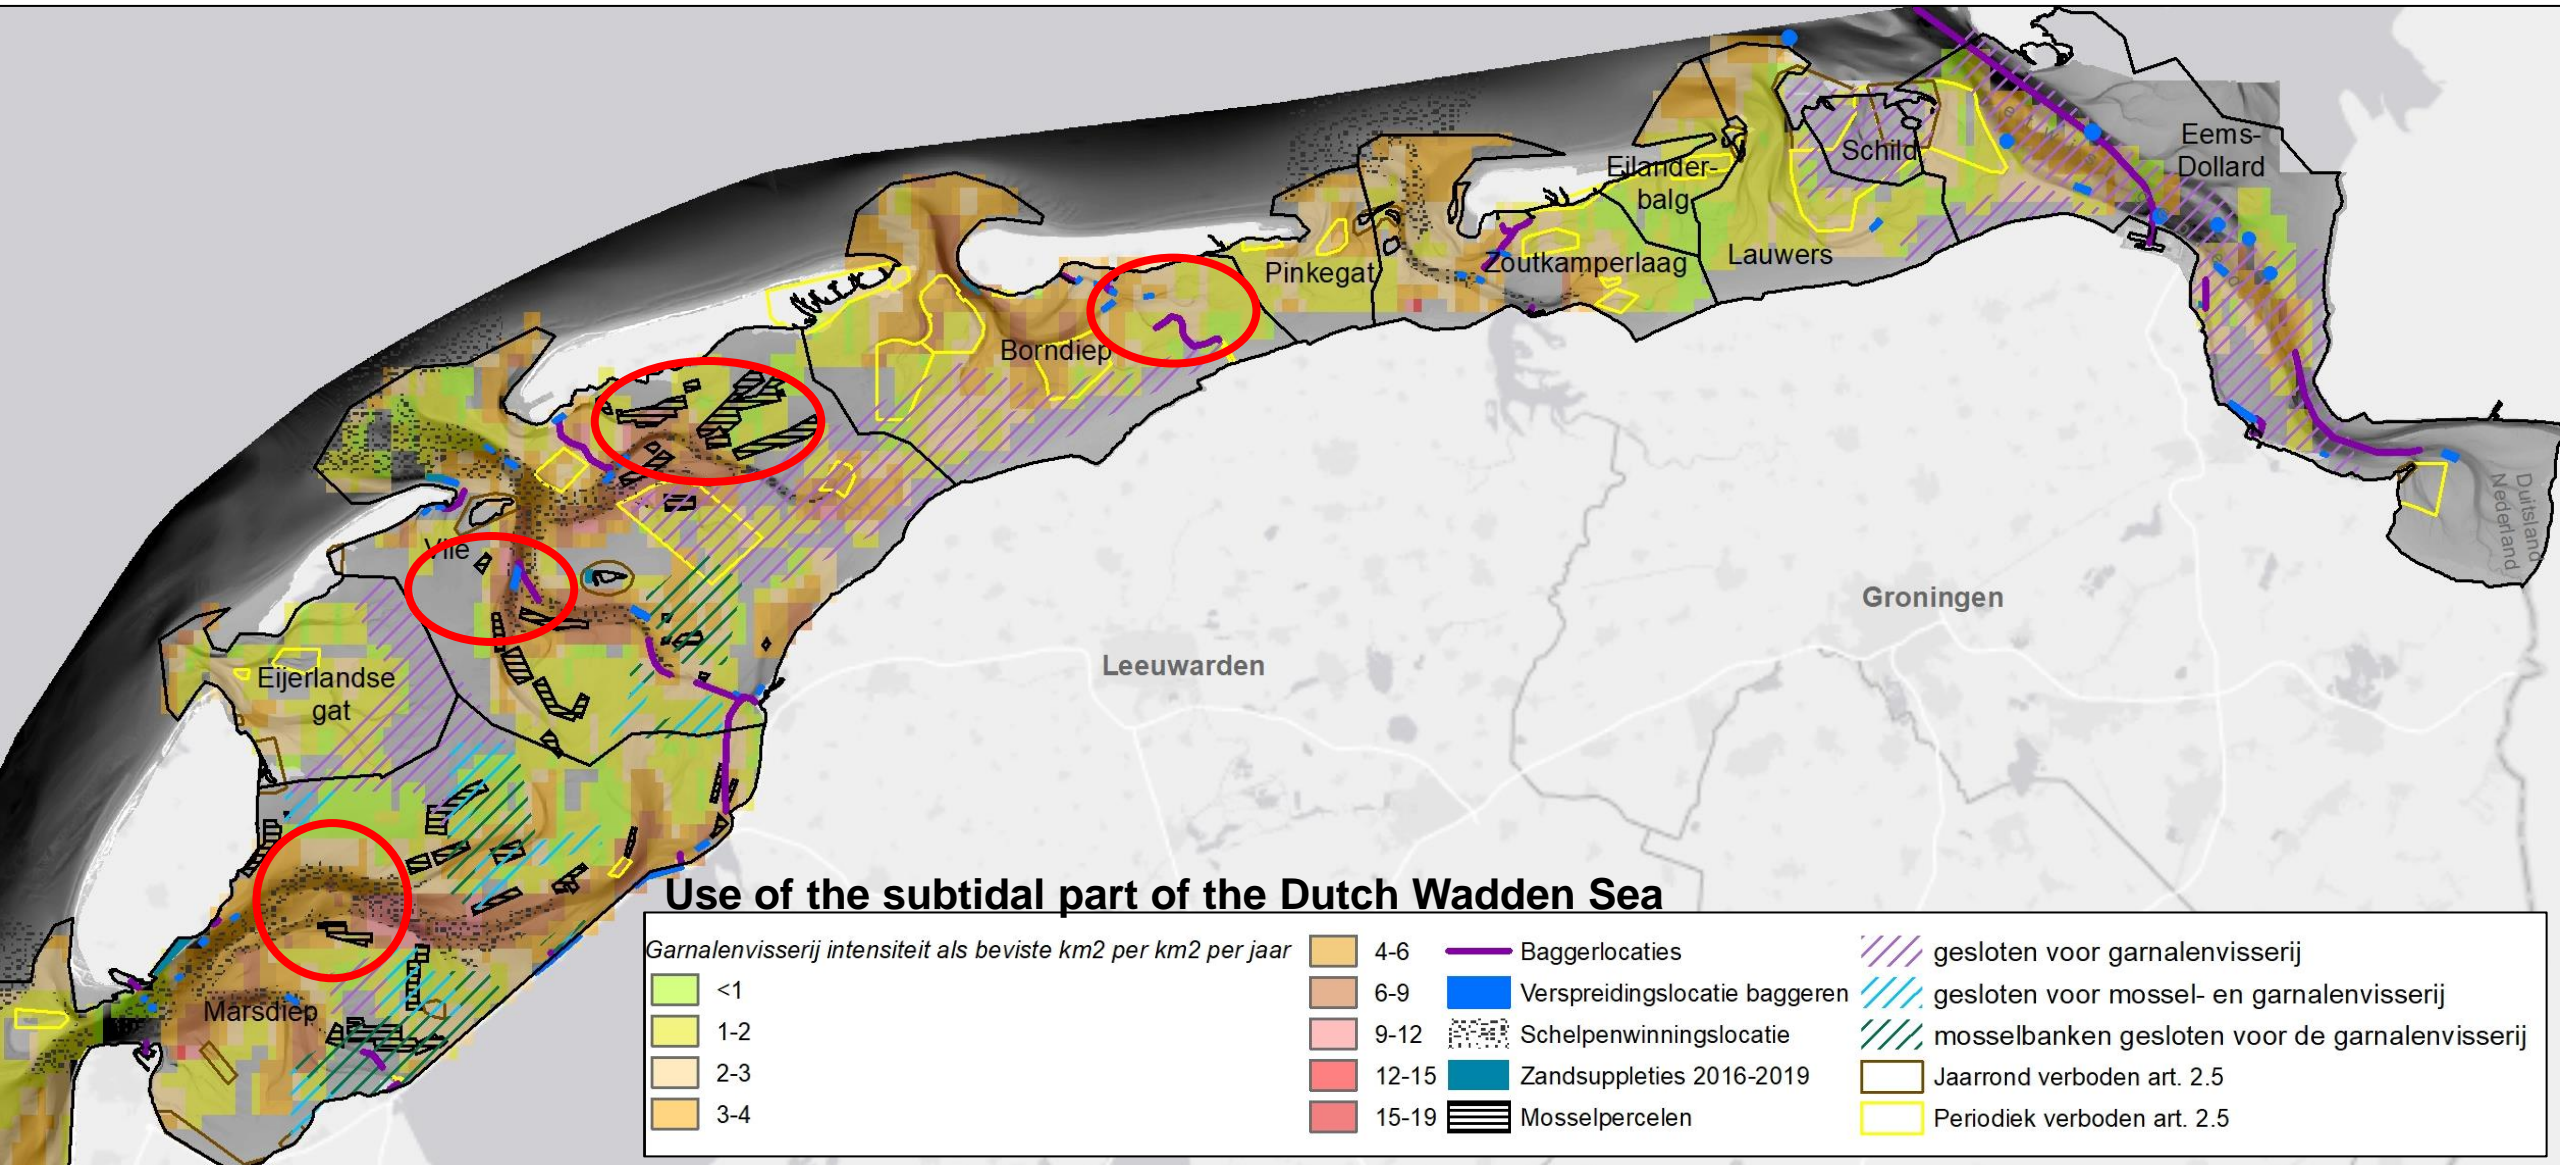 Eems-
Dollard
Schild
Eilander-
balg
Lauwers
Zoutkamperlaag
Pinkegat
Borndiep
Vlie
Duitsland
Nederland
Groningen
Leeuwarden
Eijerlandse
gat
Marsdiep
Use of the subtidal part of the Dutch Wadden Sea
Garnalenvisserij intensiteit als beviste km2 per km2 per jaar
<1
1-2
2-3
3-4
4-6
6-9
9-12
12-15
15-19
Baggerlocaties
Verspreidingslocatie baggeren
Schelpenwinningslocatie
Zandsuppleties 2016-2019
Mosselpercelen
gesloten voor garnalenvisserij
gesloten voor mossel- en garnalenvisserij
mosselbanken gesloten voor de garnalenvisserij
Jaarrond verboden art. 2.5
Periodiek verboden art. 2.5